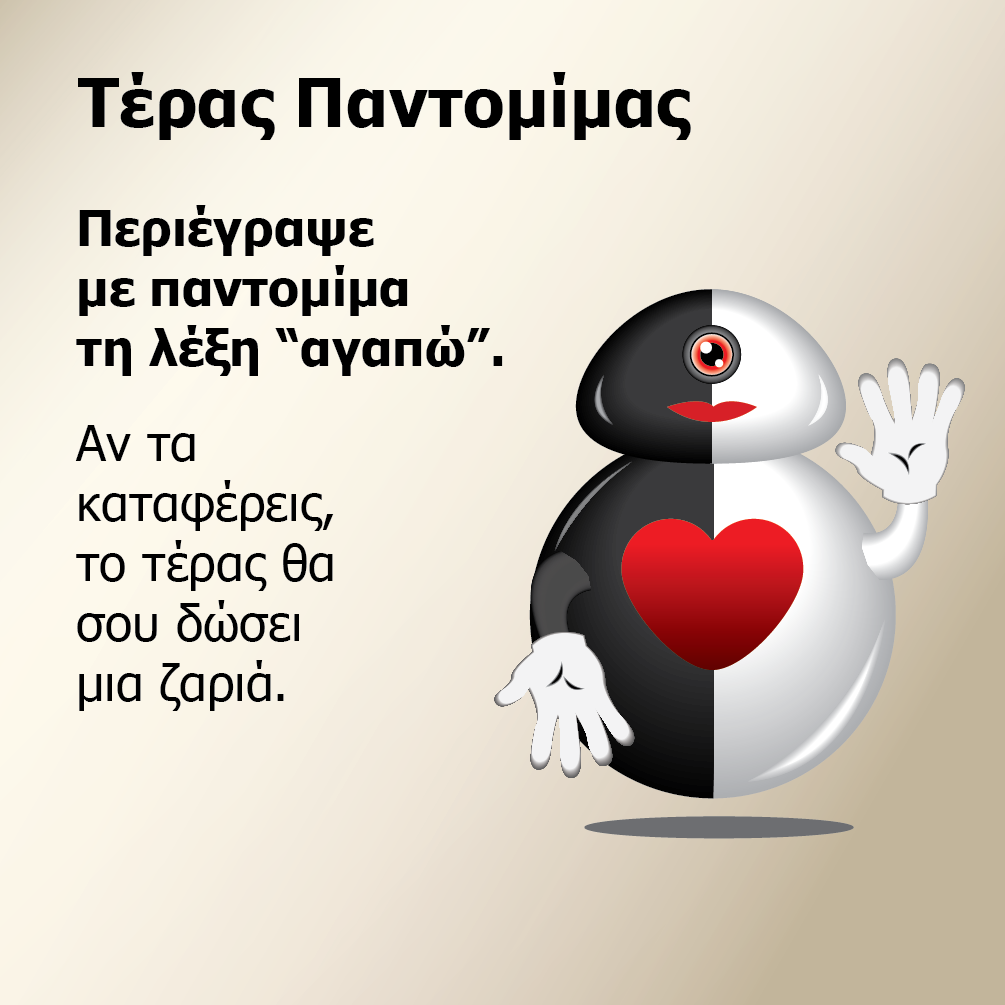 Τέρας Παντομίμας
Περιέγραψε
με παντομίμα
τη λέξη “αγαπώ”.
Αν τα
καταφέρεις,
το τέρας θα
σου δώσει
μια ζαριά.